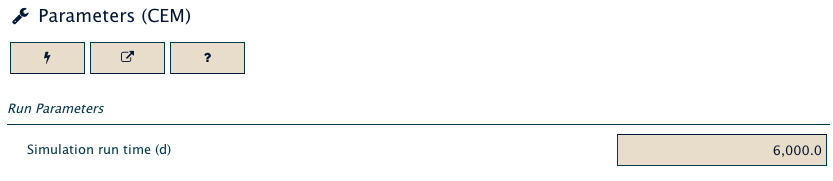 Parameters (CEM)
?
Run Parameters
Simulation run time (d) 6,000.0